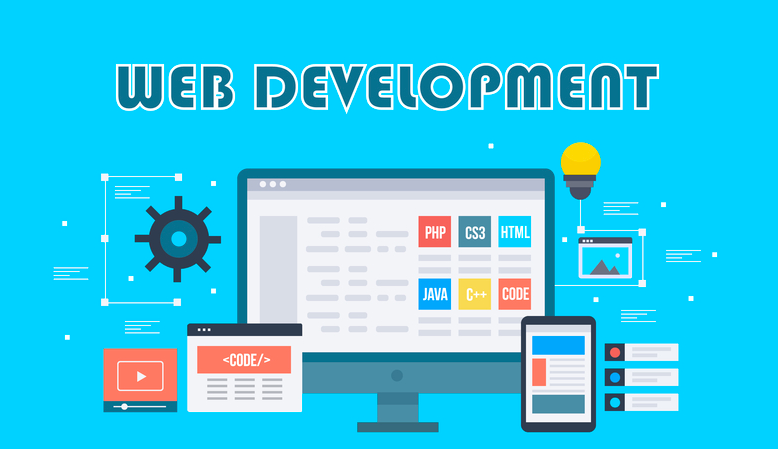 WEB DEVELOPMENT
PHP CS3 HTML
JAVA C++ CODE
<CODE/>